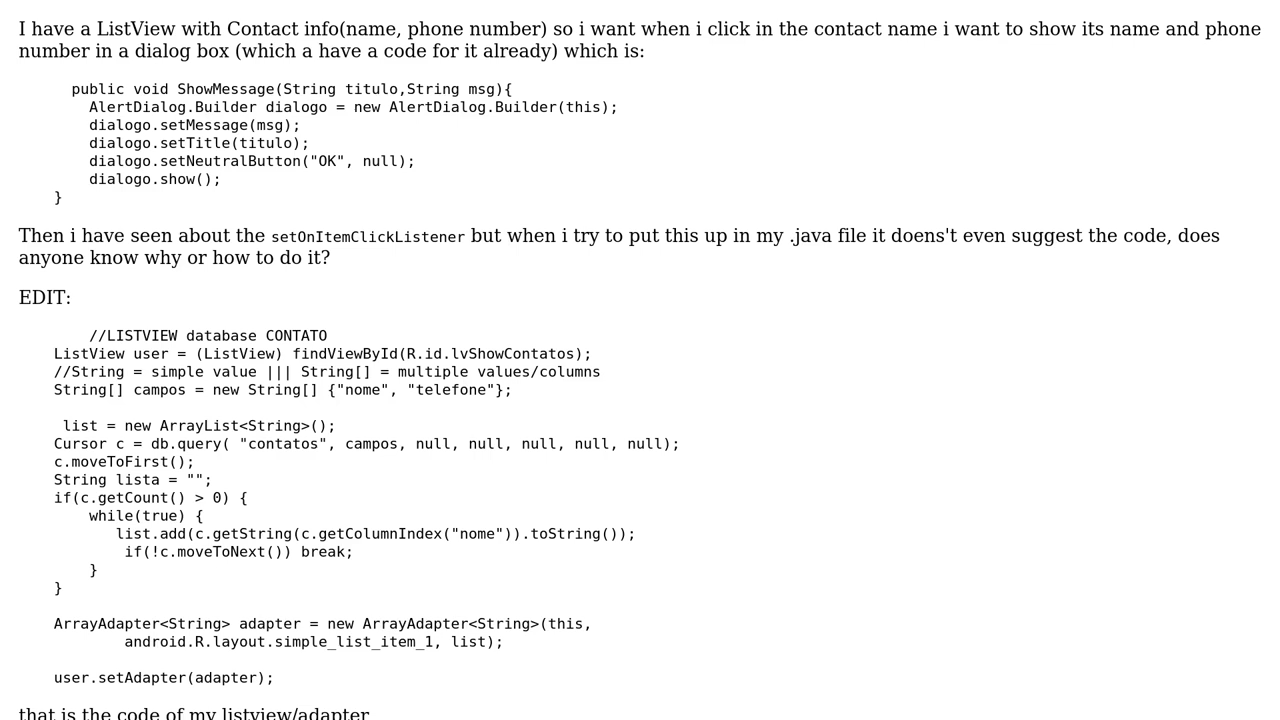 I have a ListView with Contact info(name, phone number) so i want when i click in the contact name i want to show its name and phone
number in a dialog box (which a have a code for it already) which is:
public void ShowMessage(String titulo,String msg){
AlertDialog.Builder dialogo = new AlertDialog.Builder(this);
dialogo.setMessage(msg);
dialogo.setTitle(titulo);
dialogo.setNeutralButton("OK", null);
dialogo.show();
}
Then i have seen about the setOnItemClickListener but when i try to put this up in my .java file it doens't even suggest the code, does
anyone know why or how to do it?
EDIT:
//LISTVIEW database CONTATO
ListView user = (ListView) findViewById(R.id.lvShowContatos);
//String = simple value ||| String[] = multiple values/columns
String[] campos = new String[] {"nome", "telefone"};
list = new ArrayList<String>();
Cursor c = db.query( "contatos", campos, null, null, null, null, null);
c.moveToFirst();
String lista = "";
if(c.getCount() > 0) {
while(true) {
list.add(c.getString(c.getColumnIndex("nome")).toString());
if(!c.moveToNext()) break;
}
}
ArrayAdapter<String> adapter = new ArrayAdapter<String>(this,
android.R.layout.simple_list_item_1, list);
user.setAdapter(adapter);
that is the code of my listview/adapter